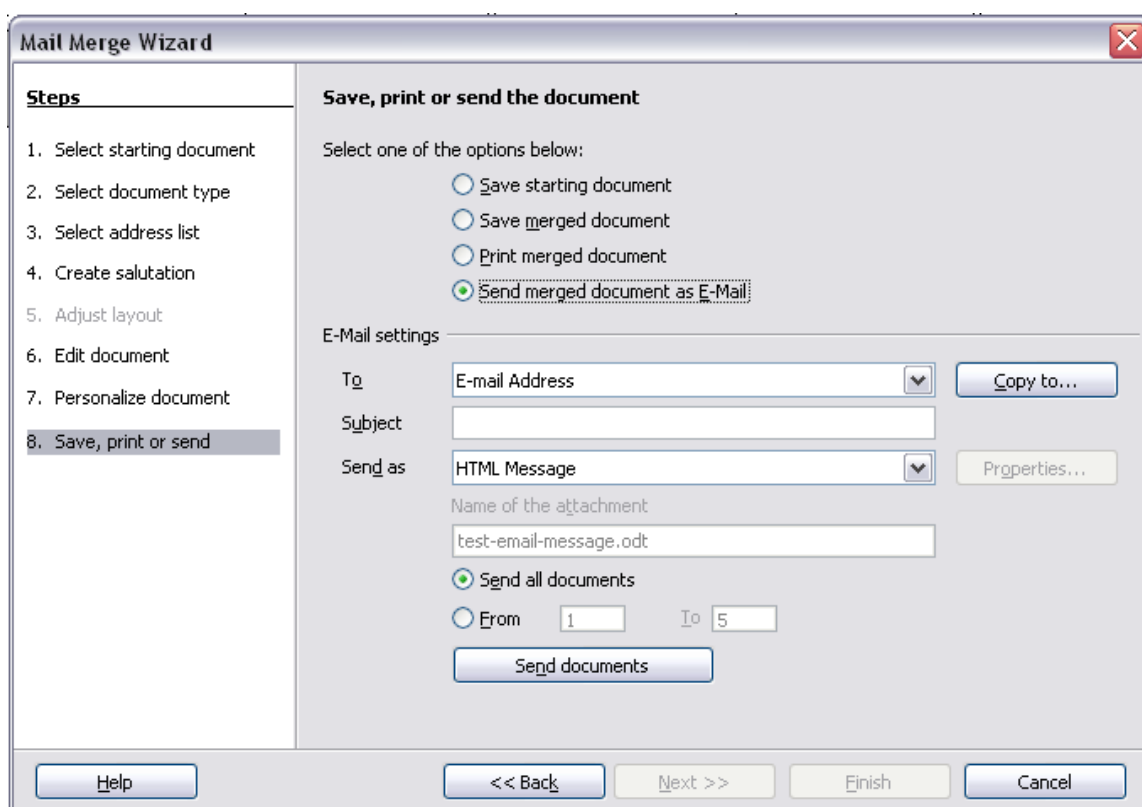 Mail Merge Wizard
Steps
1. Select starting document
2. Select document type
3. Select address list
4. Create salutation
5. Adjust layout
6. Edit document
7. Personalize document
8. Save, print or send
Save, print or send the document
Select one of the options below:
Save starting document
Save merged document
Print merged document
Send merged document as E-Mail
E-Mail settings
To E-mail Address Copy to...
Subject
Send as HTML Message Properties...
Name of the attachment
test-email-message.odt
Send all documents
From 1 To 5
Send documents
Help << Back Next >> Finish Cancel